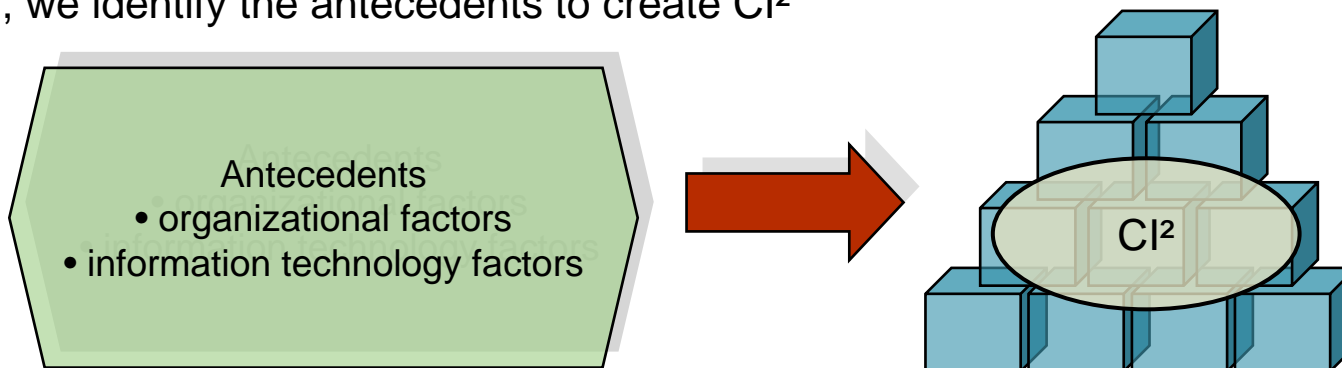 , we identify the antecedents to create CI²
Antecedents
• organizational factors
• information technology factors
CI²